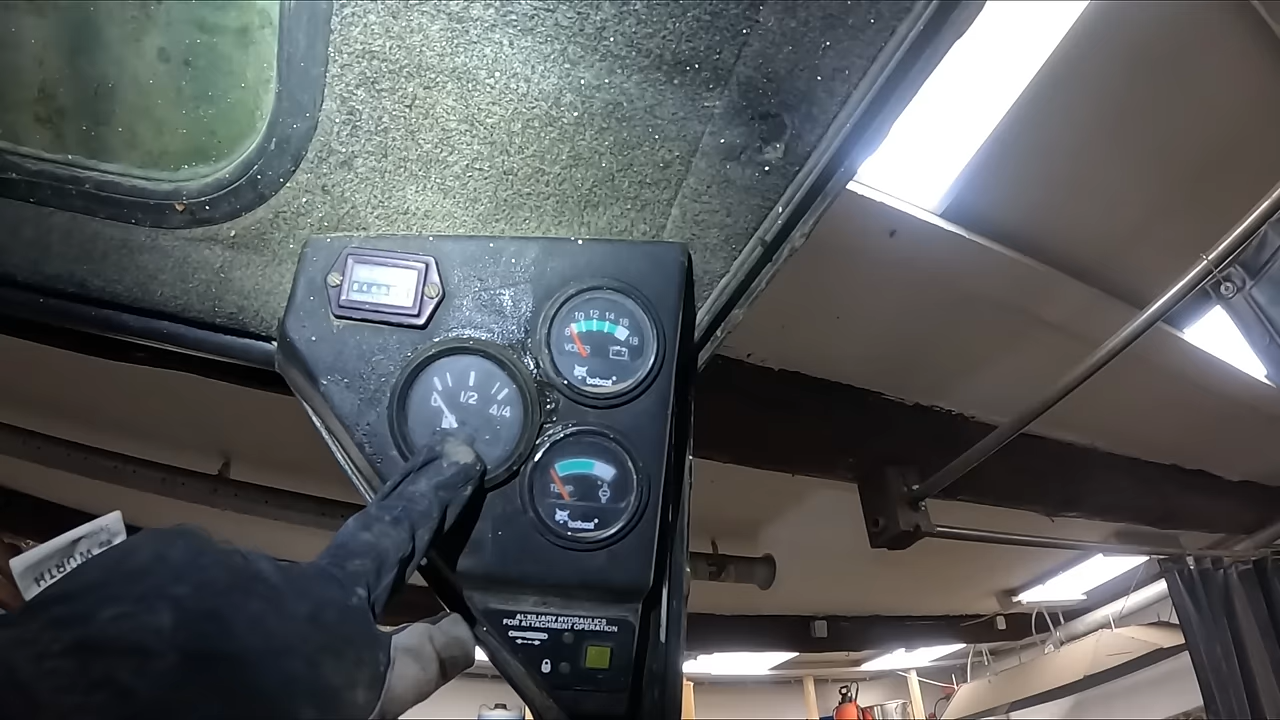 10 12 14 16
8 18
VOLTS
bobcat
0 1/2 4/4
TEMP
bobcat
WÜRTH
AUXILIARY HYDRAULICS
FOR ATTACHMENT OPERATION